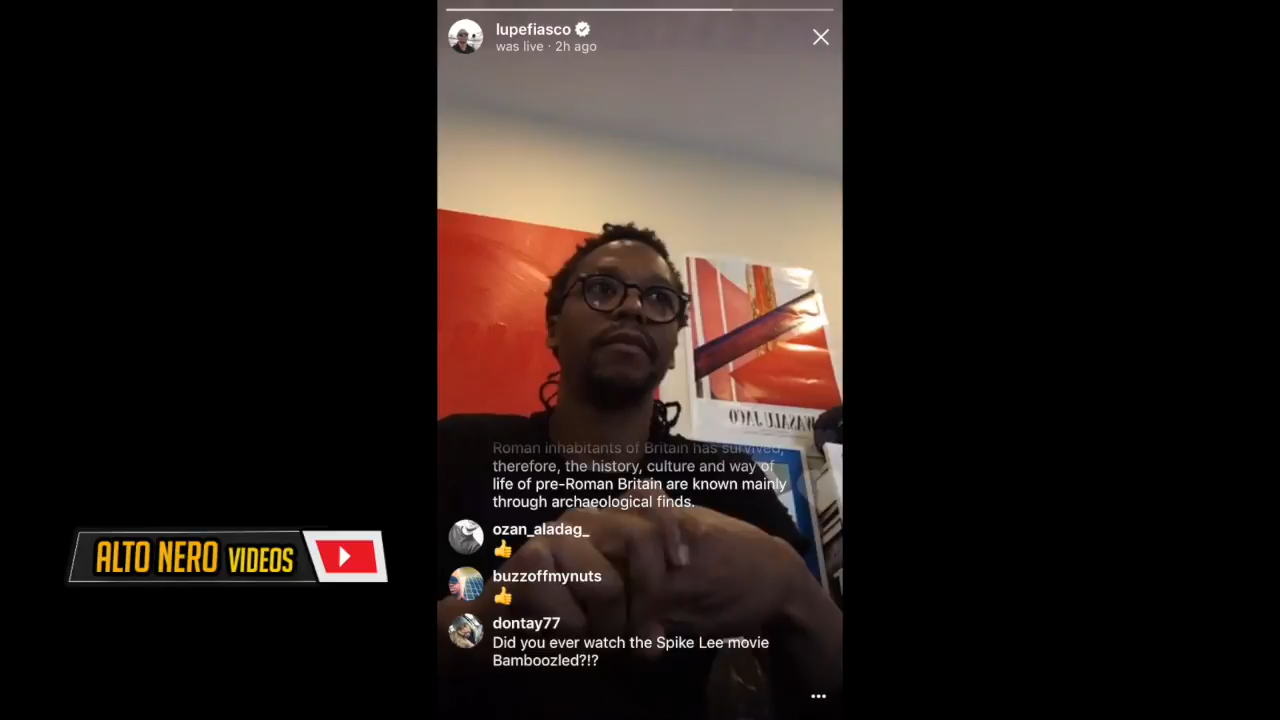 lupefiasco
was live · 2h ago
WASALU JACO
Roman inhabitants of Britain has survived,
therefore, the history, culture and way of
life of pre-Roman Britain are known mainly
through archaeological finds.
ozan_aladag_
👍
buzzoffmynuts
👍
dontay77
Did you ever watch the Spike Lee movie
Bamboozled?!?
ALTO NERO VIDEOS